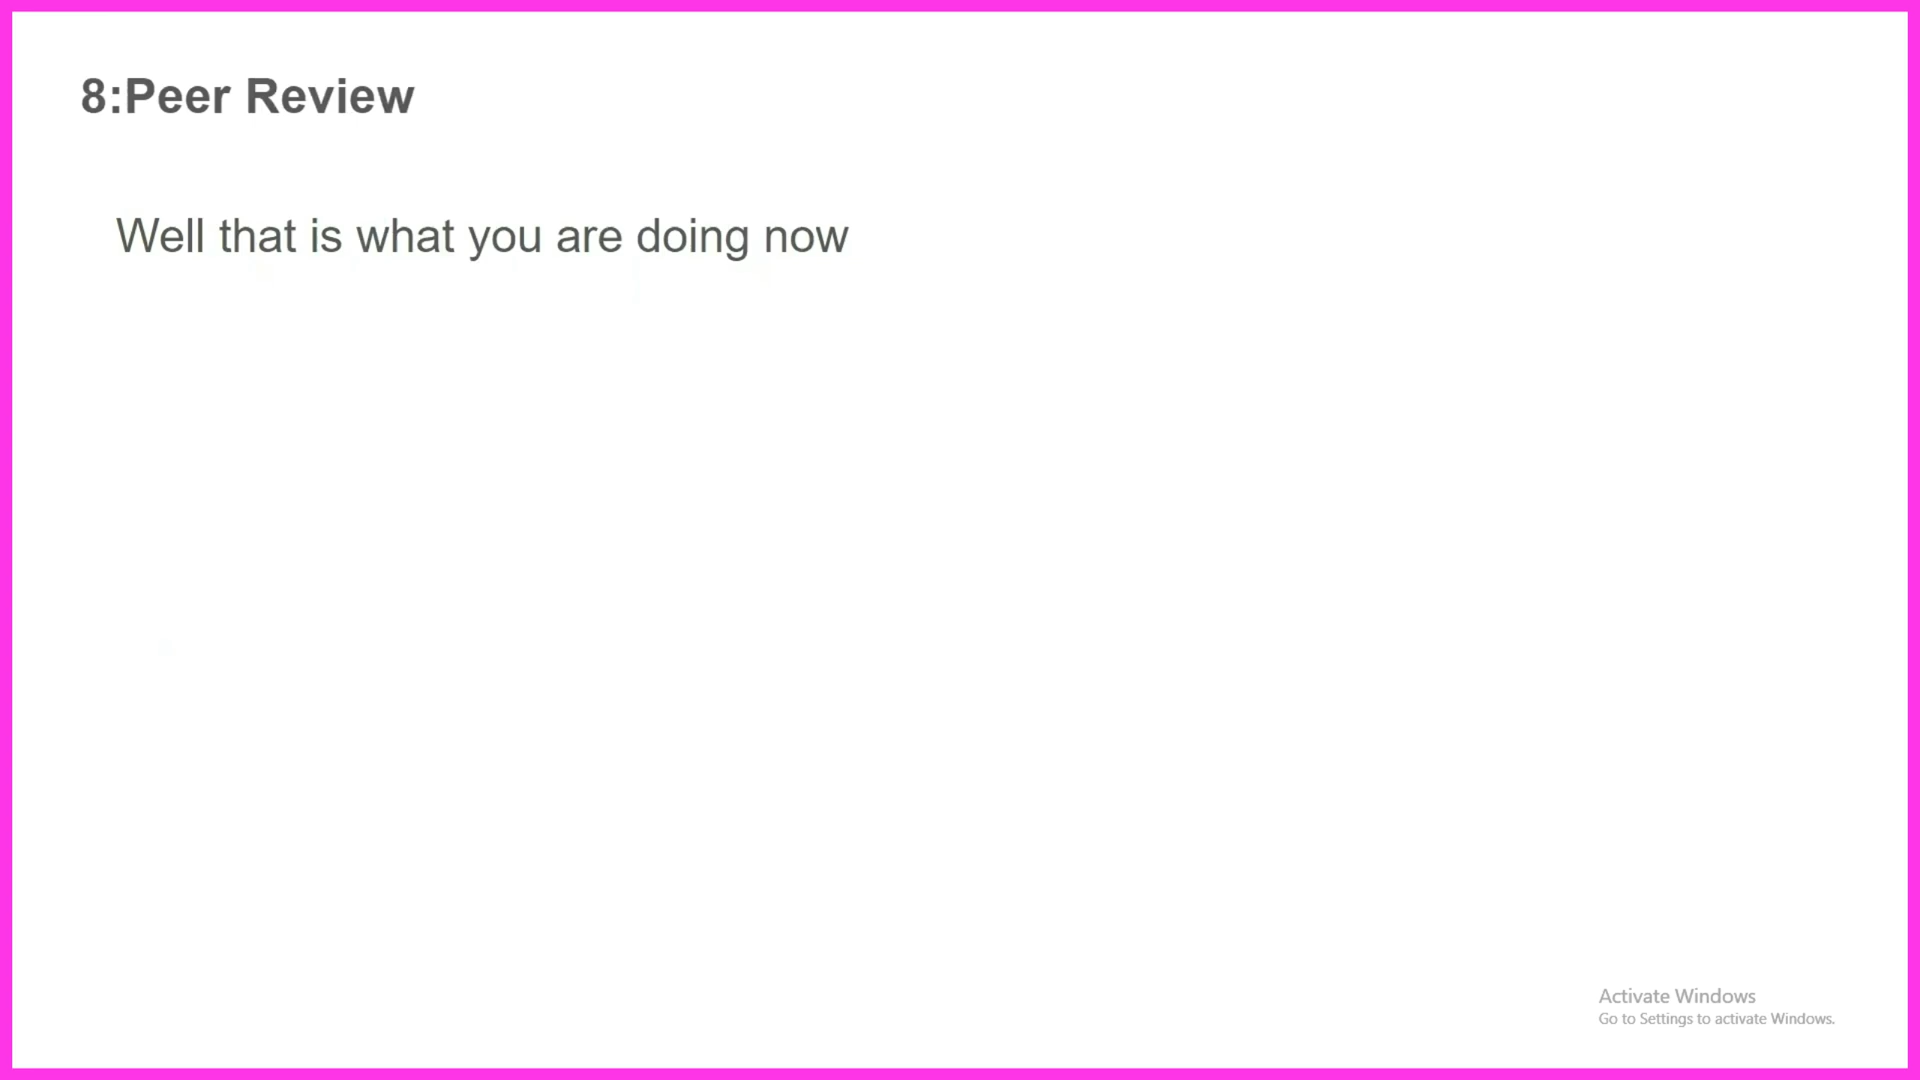 8:Peer Review
Well that is what you are doing now
Activate Windows
Go to Settings to activate Windows.